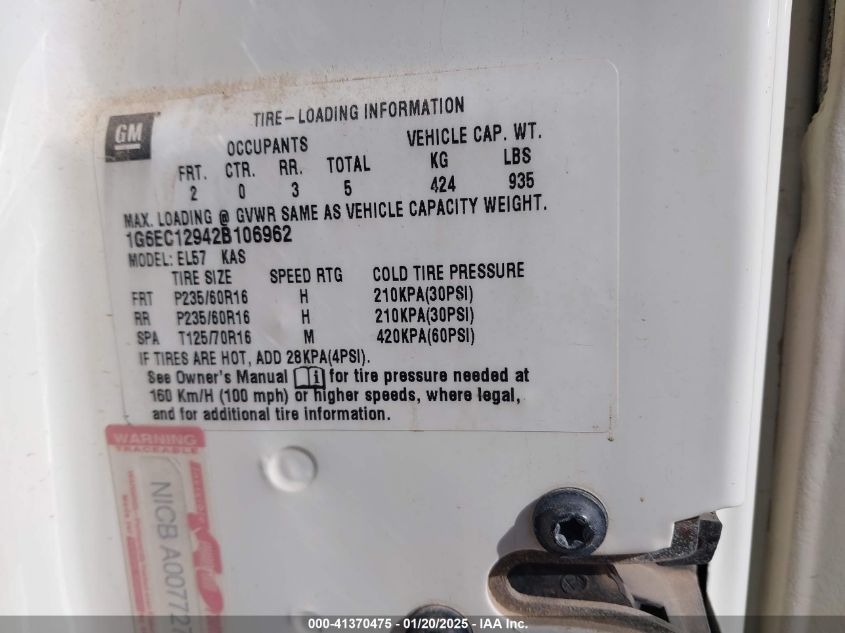 GM
TIRE-LOADING INFORMATION
OCCUPANTS VEHICLE CAP. WT.
FRT. CTR. RR. TOTAL KG LBS
2 0 3 5 424 935
MAX. LOADING @ GVWR SAME AS VEHICLE CAPACITY WEIGHT.
1G6EC12942B106962
MODEL: EL57 KAS
TIRE SIZE SPEED RTG COLD TIRE PRESSURE
FRT P235/60R16 H 210KPA(30PSI)
RR P235/60R16 H 210KPA(30PSI)
SPA T125/70R16 M 420KPA(60PSI)
IF TIRES ARE HOT, ADD 28KPA(4PSI).
See Owner's Manual for tire pressure needed at
160 Km/H (100 mph) or higher speeds, where legal,
and for additional tire information.
WARNING
TRACEABLE
NICB A007727
000-41370475 - 01/20/2025 - IAA Inc.